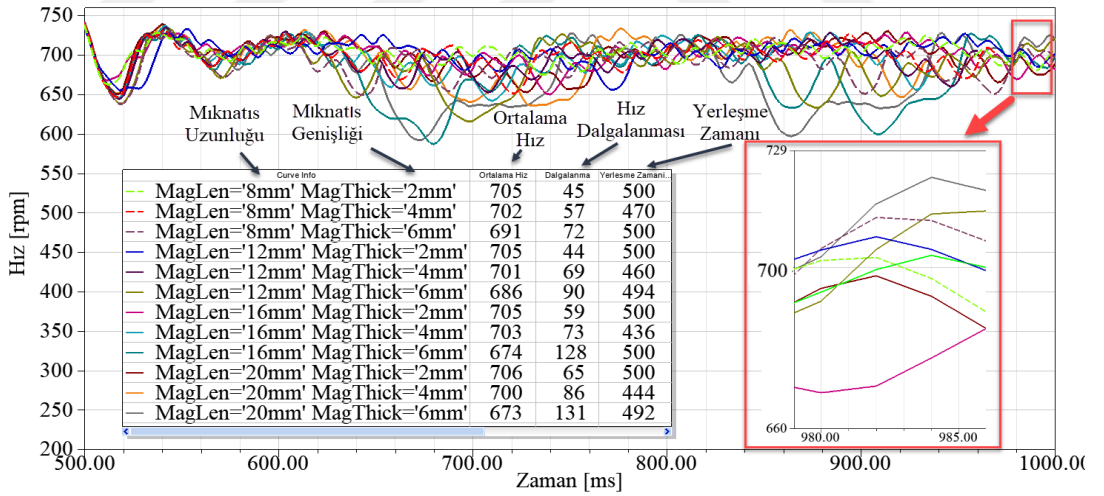 750
700
650
600
550
500
450
400
350
300
250
200
Hız [rpm]
500.00
600.00
700.00
800.00
900.00
1000.00
Zaman [ms]
Mıknatıs Uzunluğu
Mıknatıs Genişliği
Ortalama Hız
Hız Dalgalanması
Yerleşme Zamanı
Curve Info Ortalama Hiz Dalgalanma Yerlesme Zamani...
MagLen='8mm' MagThick='2mm' 705 45 500
MagLen='8mm' MagThick='4mm' 702 57 470
MagLen='8mm' MagThick='6mm' 691 72 500
MagLen='12mm' MagThick='2mm' 705 44 500
MagLen='12mm' MagThick='4mm' 701 69 460
MagLen='12mm' MagThick='6mm' 686 90 494
MagLen='16mm' MagThick='2mm' 705 59 500
MagLen='16mm' MagThick='4mm' 703 73 436
MagLen='16mm' MagThick='6mm' 674 128 500
MagLen='20mm' MagThick='2mm' 706 65 500
MagLen='20mm' MagThick='4mm' 700 86 444
MagLen='20mm' MagThick='6mm' 673 131 492
729
700
660
980.00
985.00